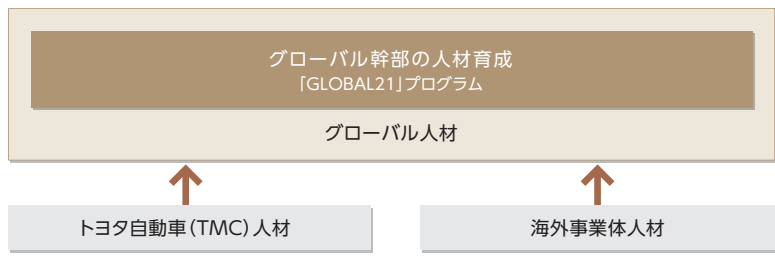 グローバル幹部の人材育成
「GLOBAL21」プログラム
グローバル人材
トヨタ自動車（TMC）人材
海外事業体人材